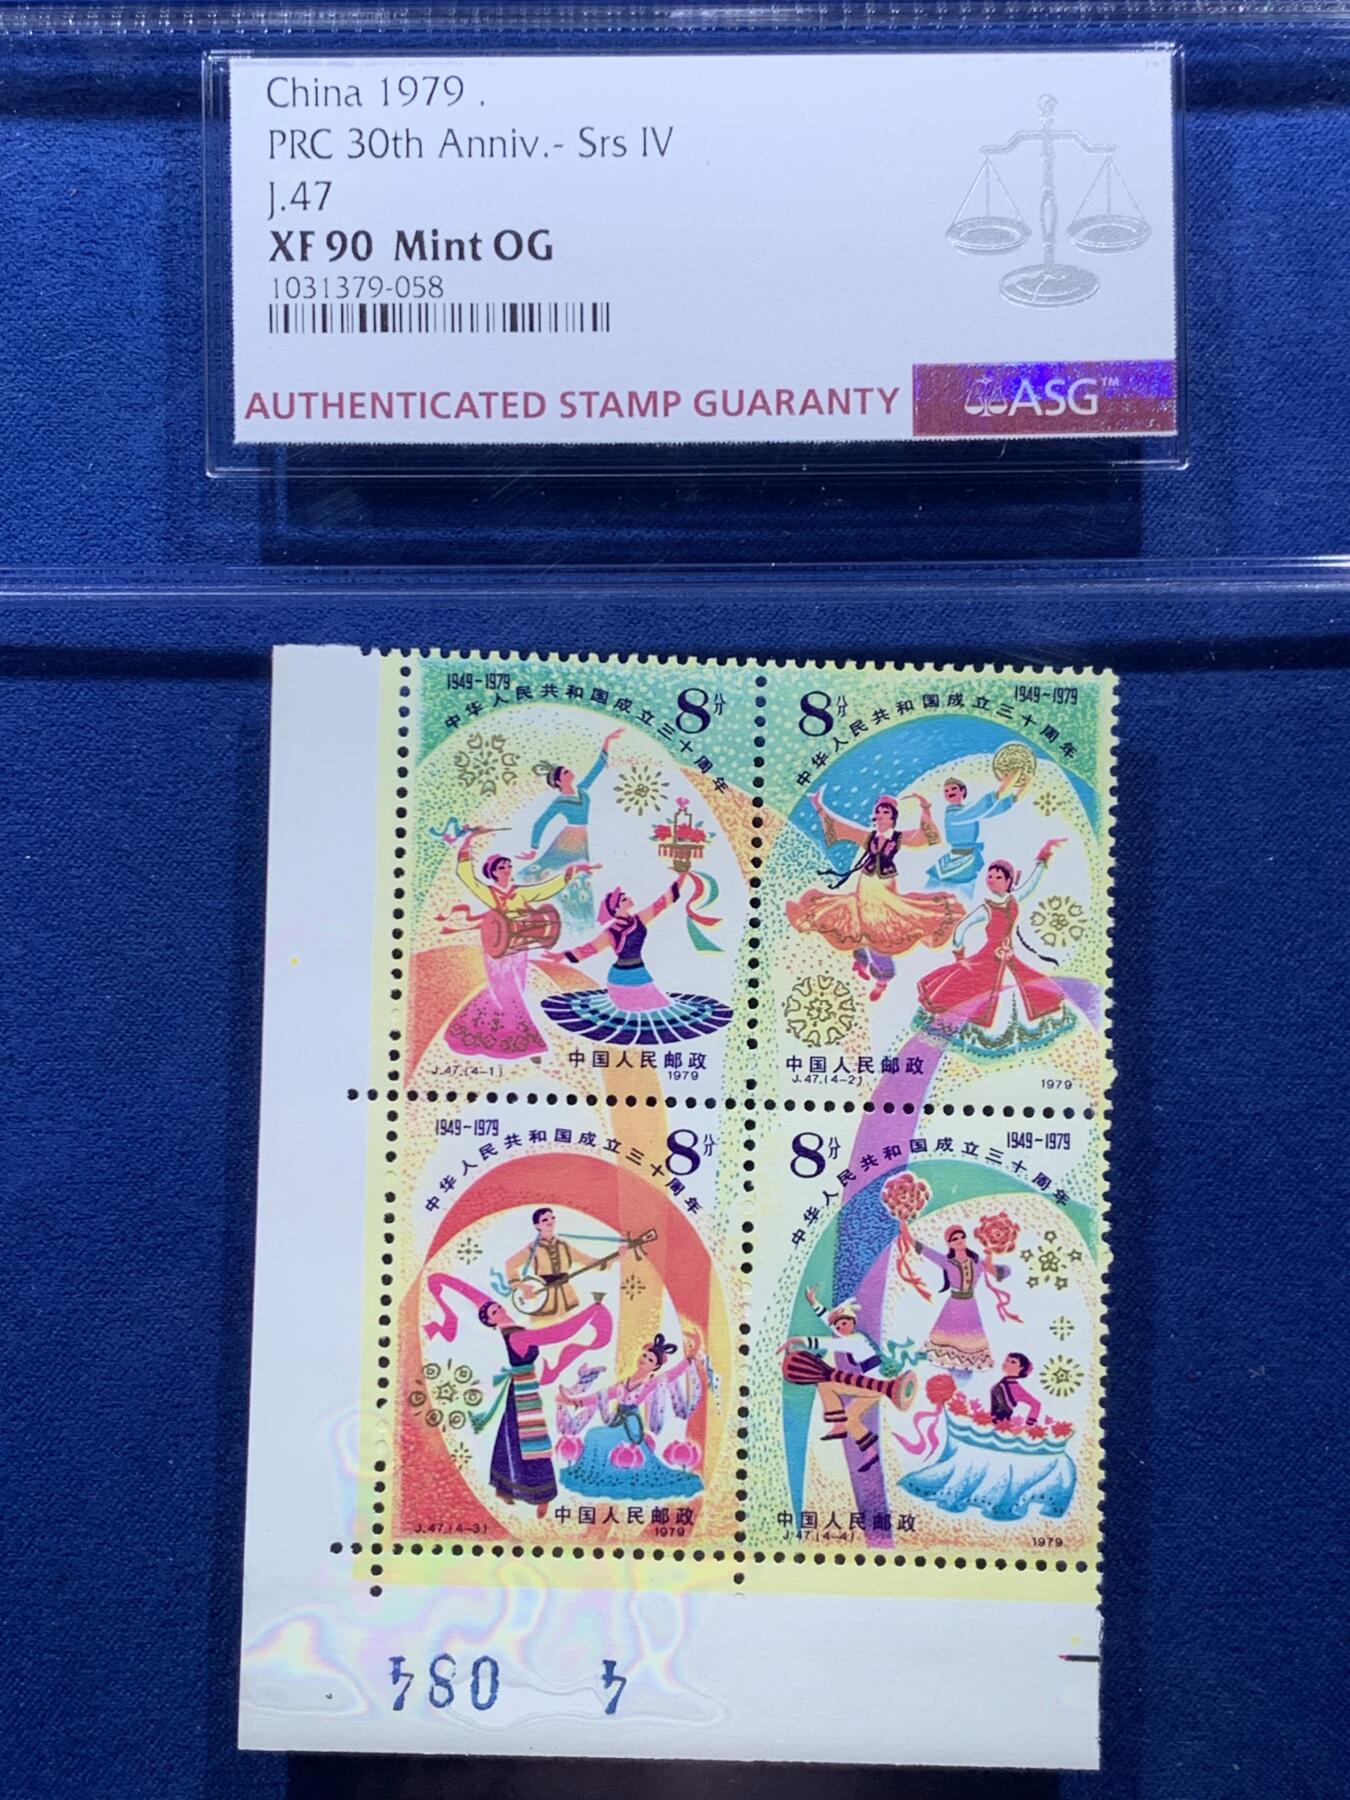 China 1979 .
PRC 30th Anniv.- Srs IV
J.47
XF 90 Mint OG
1031379-058
AUTHENTICATED STAMP GUARANTY
ASG™
1949-1979
8分
中华人民共和国成立三十周年
中国人民邮政
J.47.(4-1)
1979
8分
1949-1979
中华人民共和国成立三十周年
中国人民邮政
J.47.(4-2)
1979
1949-1979
8分
中华人民共和国成立三十周年
中国人民邮政
J.47.(4-3)
1979
8分
1949-1979
中华人民共和国成立三十周年
中国人民邮政
J.47.(4-4)
1979
4 084